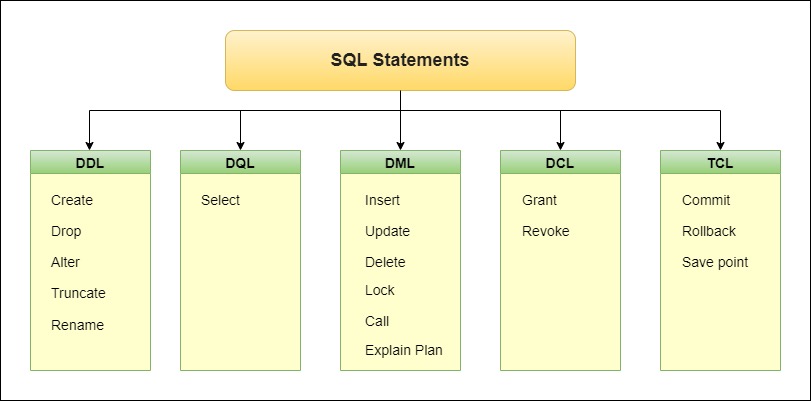 SQL Statements
DDL
Create
Drop
Alter
Truncate
Rename
DQL
Select
DML
Insert
Update
Delete
Lock
Call
Explain Plan
DCL
Grant
Revoke
TCL
Commit
Rollback
Save point